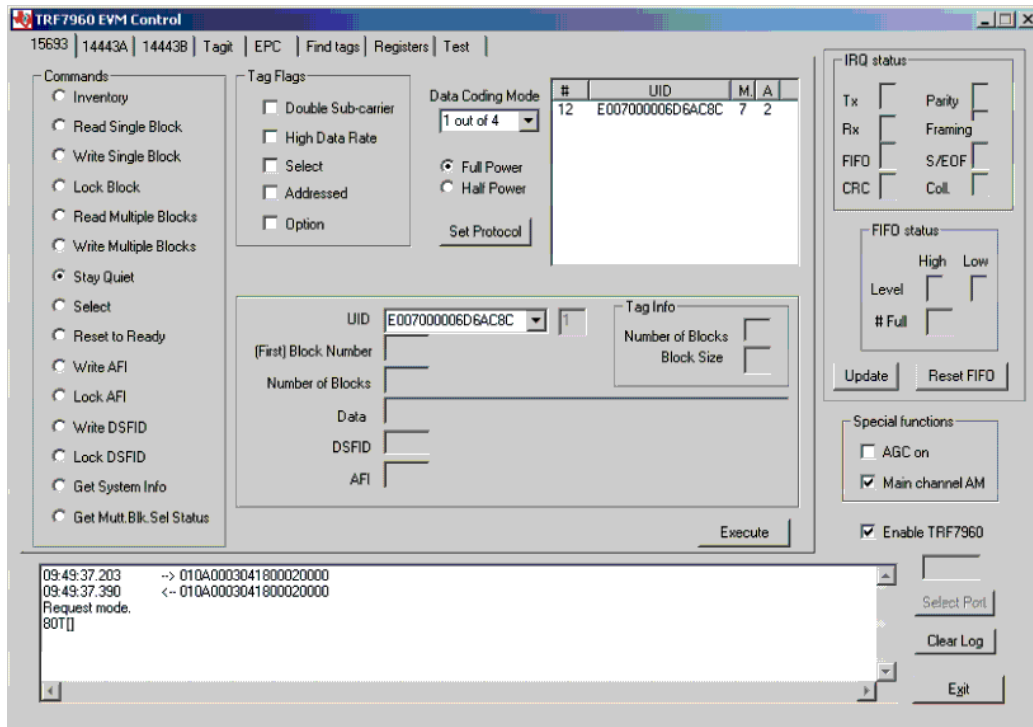 TRF7960 EVM Control
15693 14443A 14443B Tagit EPC Find tags Registers Test
Commands
Inventory
Read Single Block
Write Single Block
Lock Block
Read Multiple Blocks
Write Multiple Blocks
Stay Quiet
Select
Reset to Ready
Write AFI
Lock AFI
Write DSFID
Lock DSFID
Get System Info
Get Mutt.Blk.Sel Status
Tag Flags
Double Sub-carrier
High Data Rate
Select
Addressed
Option
Data Coding Mode
1 out of 4
Full Power
Half Power
Set Protocol
# UID M. A
12 E007000006D6AC8C 7 2
UID E007000006D6AC8C 1
(First) Block Number
Number of Blocks
Data
DSFID
AFI
Tag Info
Number of Blocks
Block Size
Execute
IRQ status
Tx Parity
Rx Framing
FIFO S/EOF
CRC Coll.
FIFO status
High Low
Level
# Full
Update Reset FIFO
Special functions
AGC on
Main channel AM
Enable TRF7960
Select Port
Clear Log
Exit
09:49:37.203 --> 010A0003041800020000
09:49:37.390 <-- 010A0003041800020000
Request mode.
80T[]